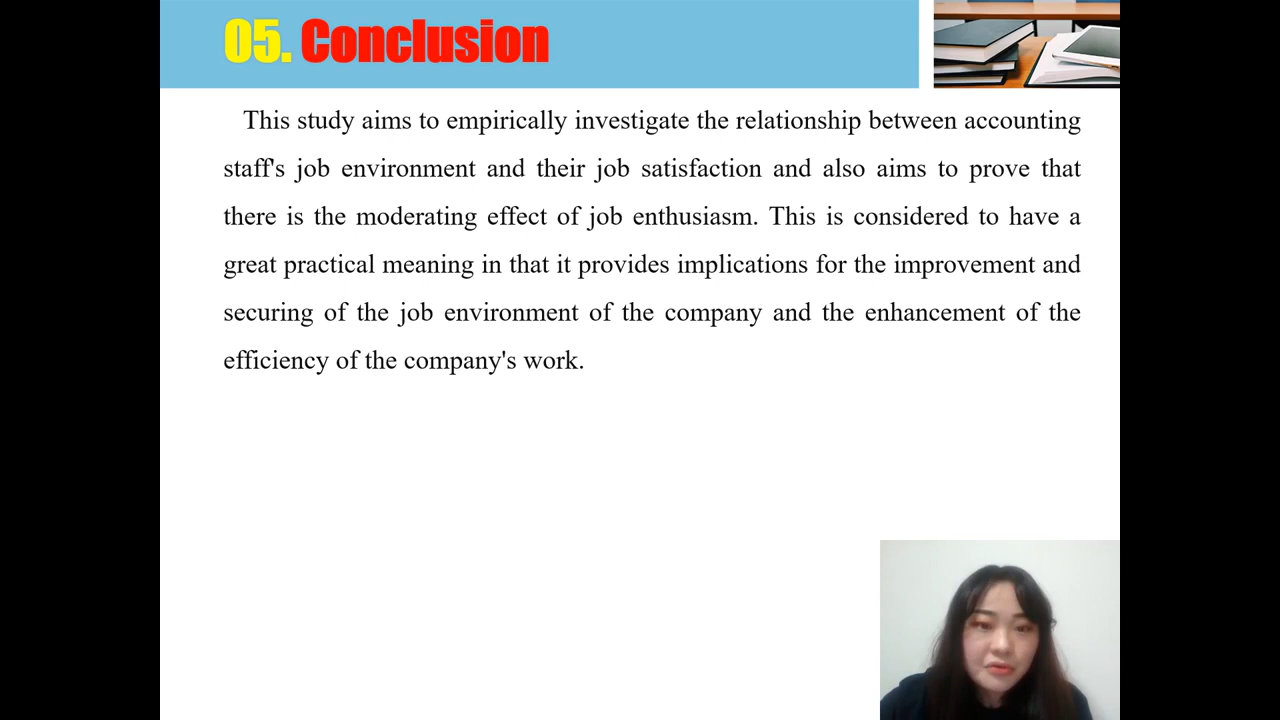 05. Conclusion
This study aims to empirically investigate the relationship between accounting
staff's job environment and their job satisfaction and also aims to prove that
there is the moderating effect of job enthusiasm. This is considered to have a
great practical meaning in that it provides implications for the improvement and
securing of the job environment of the company and the enhancement of the
efficiency of the company's work.